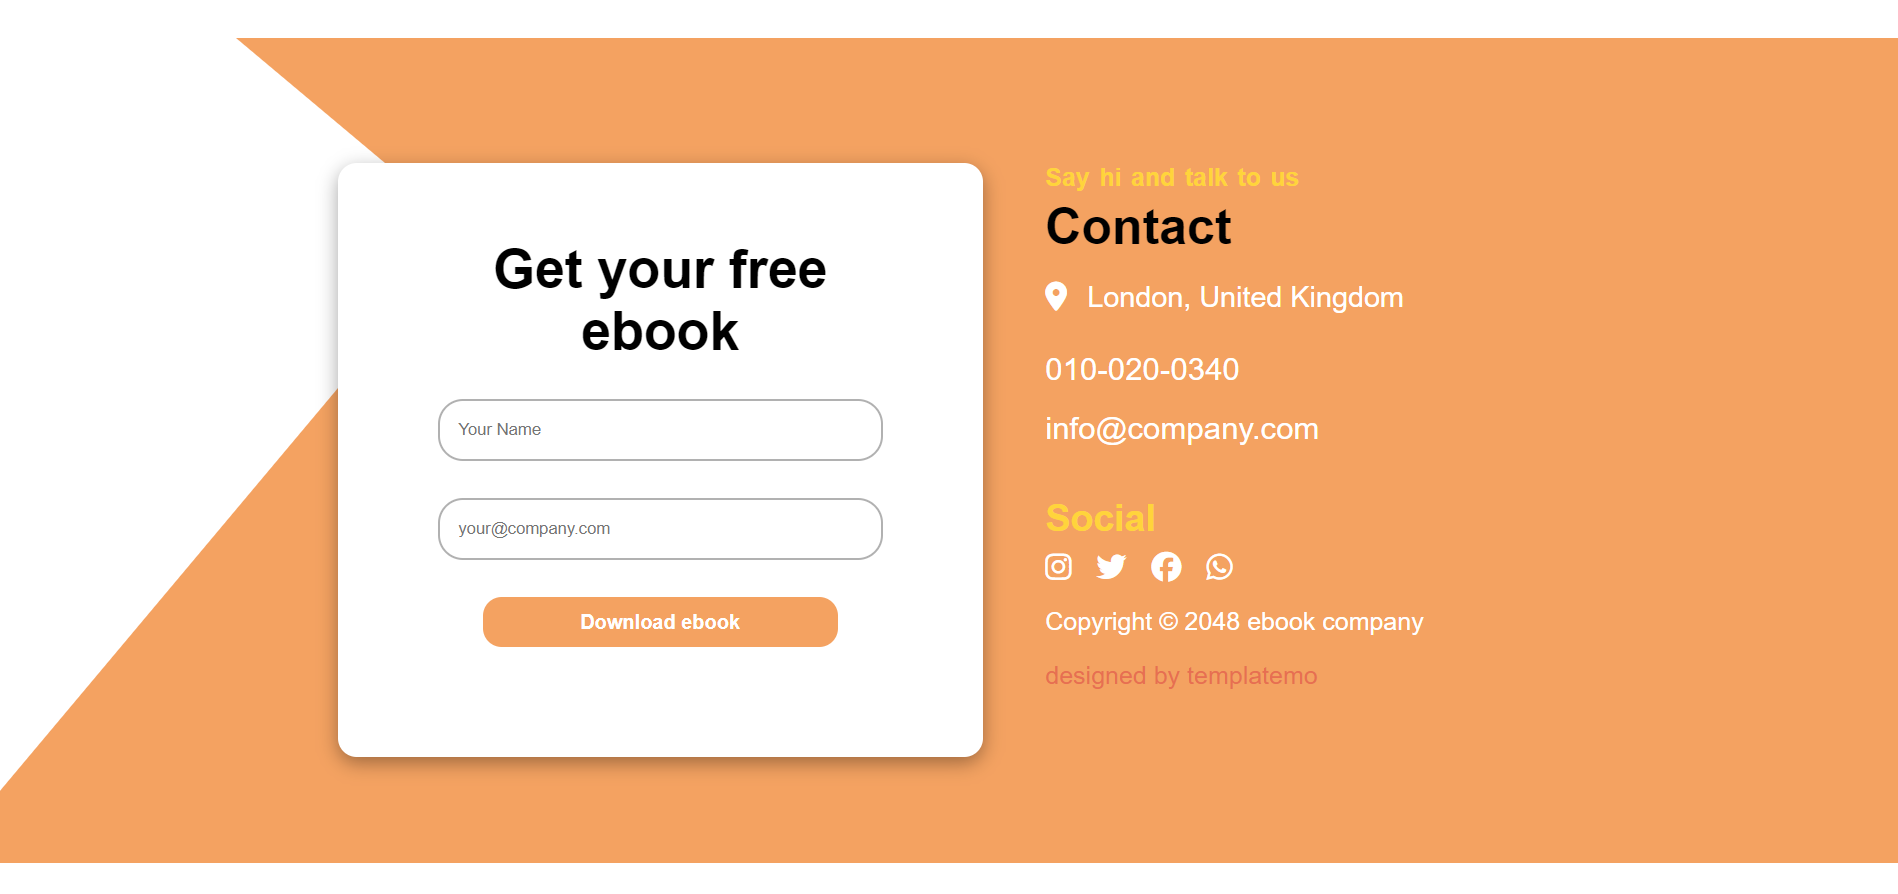 Get your free
ebook
Your Name
your@company.com
Download ebook
Say hi and talk to us
Contact
London, United Kingdom
010-020-0340
info@company.com
Social
Copyright © 2048 ebook company
designed by templatemo